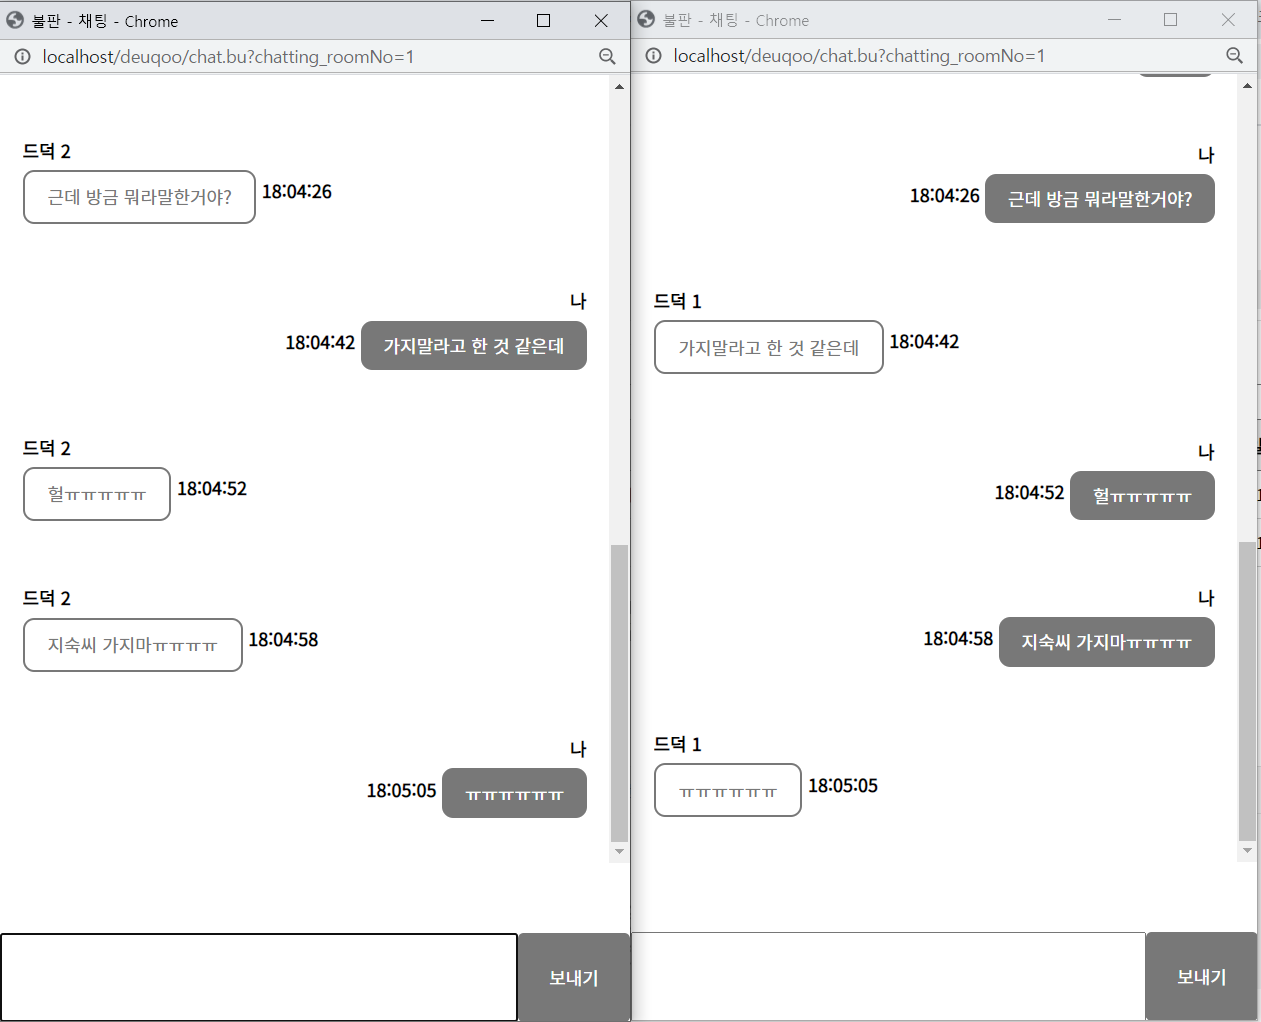 불판 - 채팅 - Chrome
localhost/deuqoo/chat.bu?chatting_roomNo=1
드덕 2
근데 방금 뭐라말한거야? 18:04:26
나
18:04:42 가지말라고 한 것 같은데
드덕 2
헐ㅠㅠㅠㅠㅠ 18:04:52
드덕 2
지숙씨 가지마ㅠㅠㅠㅠ 18:04:58
나
18:05:05 ㅠㅠㅠㅠㅠㅠ
보내기
불판 - 채팅 - Chrome
localhost/deuqoo/chat.bu?chatting_roomNo=1
나
18:04:26 근데 방금 뭐라말한거야?
드덕 1
가지말라고 한 것 같은데 18:04:42
나
18:04:52 헐ㅠㅠㅠㅠㅠ
나
18:04:58 지숙씨 가지마ㅠㅠㅠㅠ
드덕 1
ㅠㅠㅠㅠㅠㅠ 18:05:05
보내기